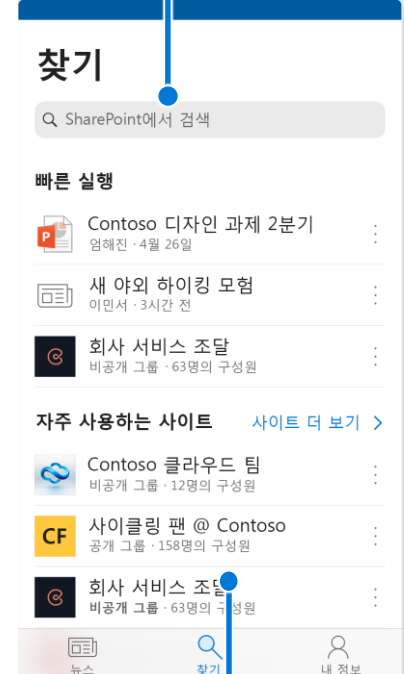 찾기
SharePoint에서 검색
빠른 실행
Contoso 디자인 과제 2분기
엄해진 · 4월 26일
새 야외 하이킹 모험
이민서 · 3시간 전
회사 서비스 조달
비공개 그룹 · 63명의 구성원
자주 사용하는 사이트 사이트 더 보기 >
Contoso 클라우드 팀
비공개 그룹 · 12명의 구성원
CF
사이클링 팬 @ Contoso
공개 그룹 · 158명의 구성원
회사 서비스 조달
비공개 그룹 · 63명의 구성원
뉴스 찾기 내 정보